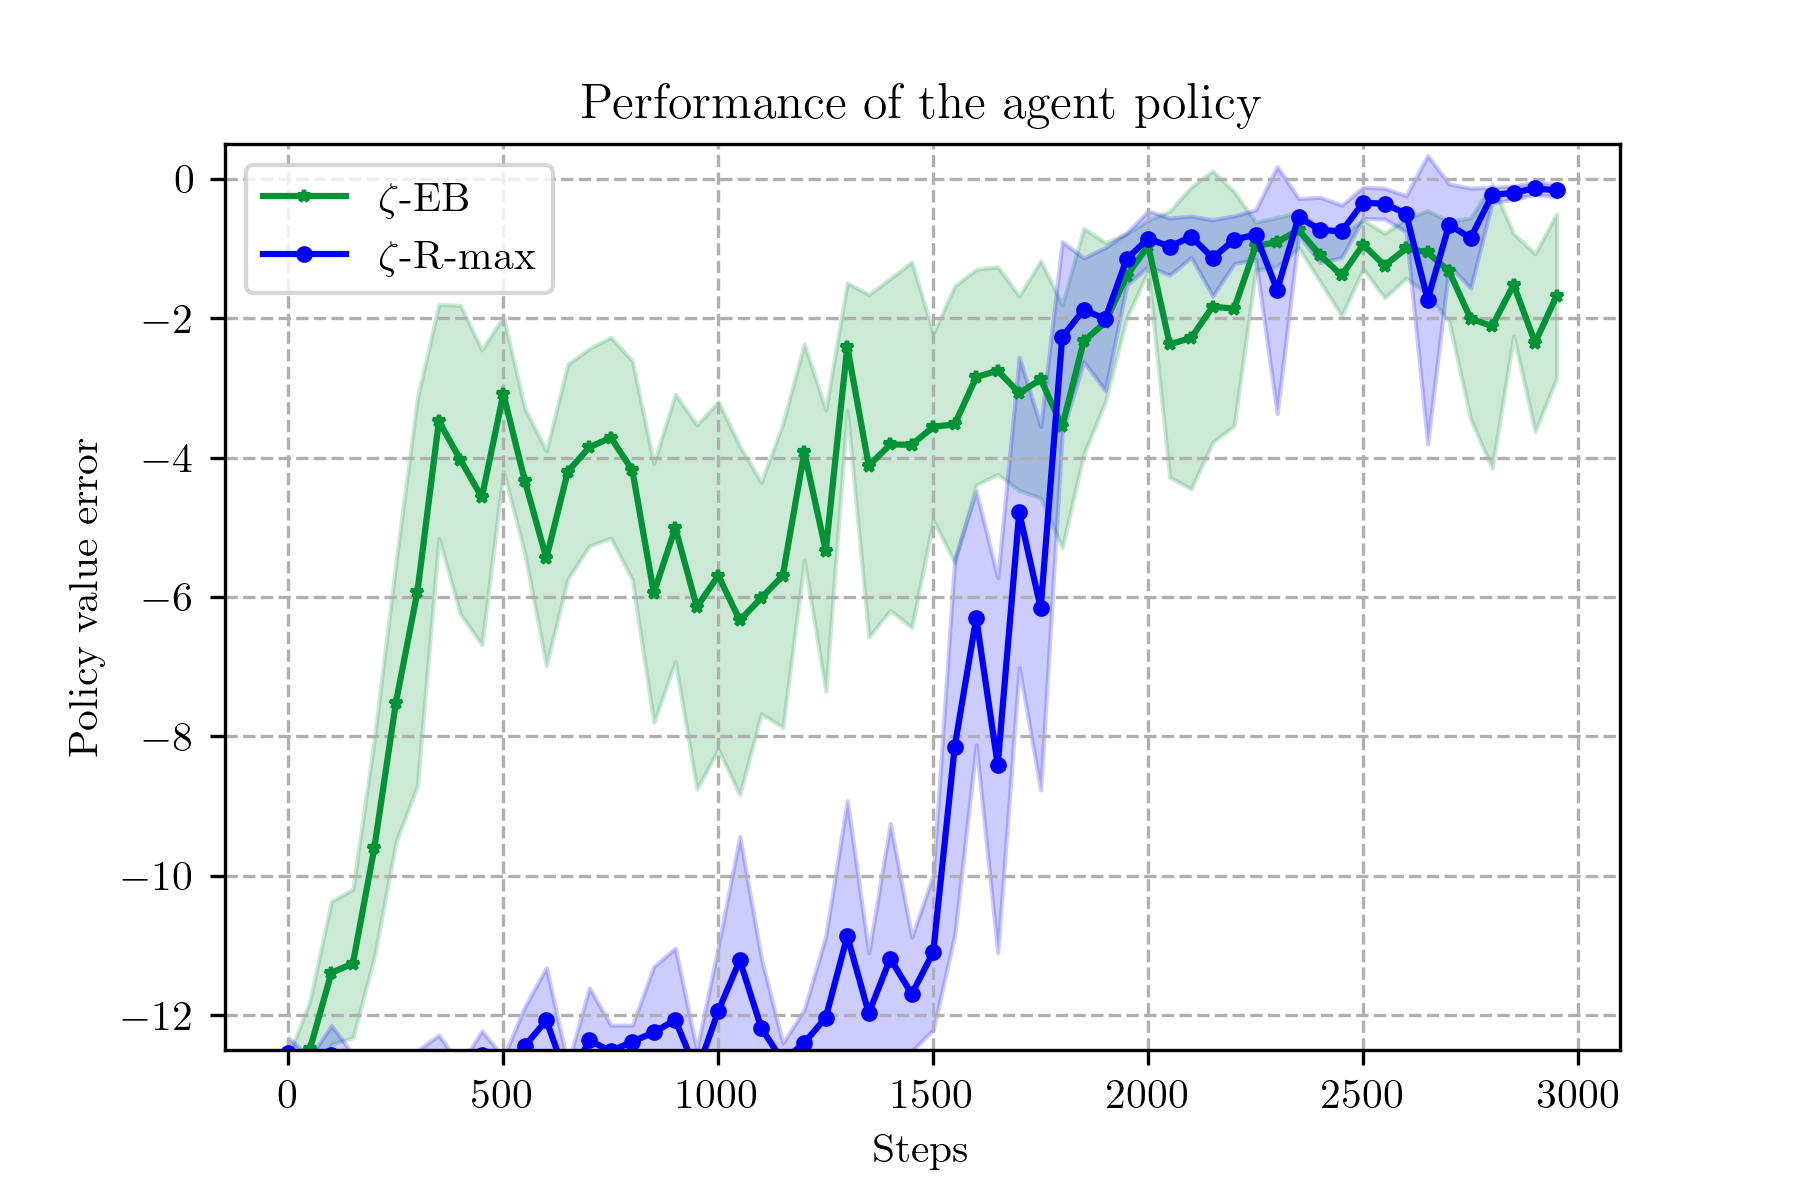 Performance of the agent policy
ζ-EB
ζ-R-max
Policy value error
0
−2
−4
−6
−8
−10
−12
0 500 1000 1500 2000 2500 3000
Steps